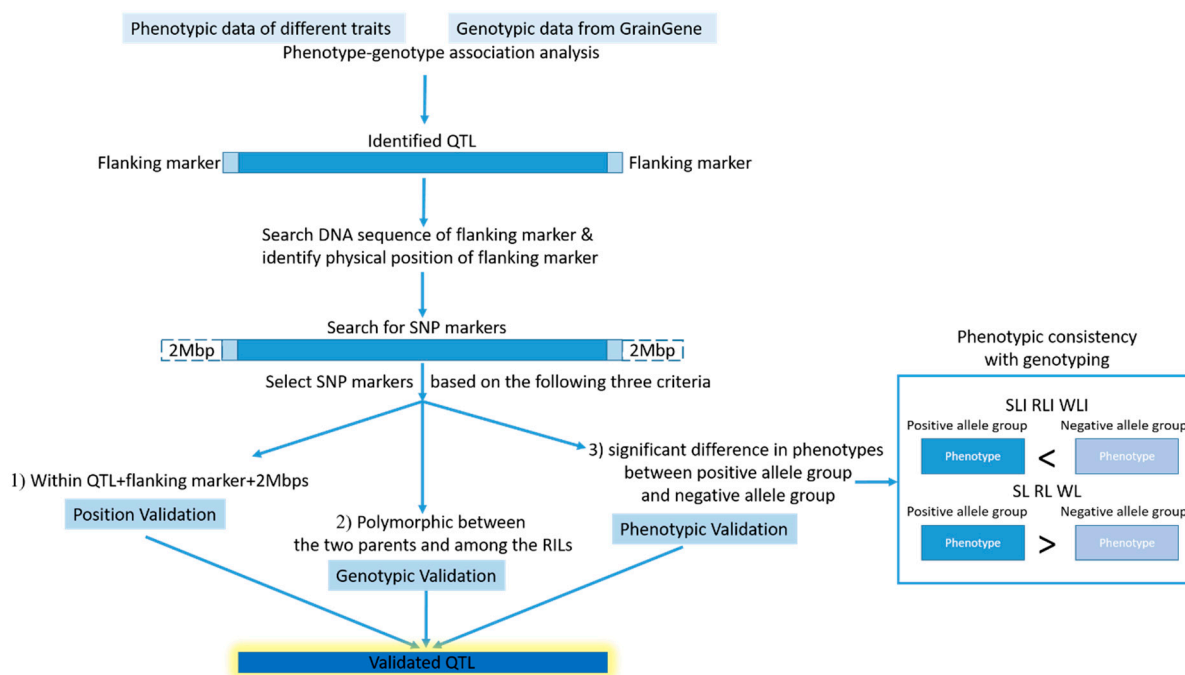 Phenotypic data of different traits
Genotypic data from GrainGene
Phenotype-genotype association analysis
Identified QTL
Flanking marker
Flanking marker
Search DNA sequence of flanking marker &
identify physical position of flanking marker
Search for SNP markers
2Mbp
2Mbp
Select SNP markers based on the following three criteria
1) Within QTL+flanking marker+2Mbps
Position Validation
2) Polymorphic between
the two parents and among the RILs
Genotypic Validation
3) significant difference in phenotypes
between positive allele group
and negative allele group
Phenotypic Validation
Validated QTL
Phenotypic consistency
with genotyping
SLI RLI WLI
Positive allele group
Negative allele group
Phenotype
<
Phenotype
SL RL WL
Positive allele group
Negative allele group
Phenotype
>
Phenotype